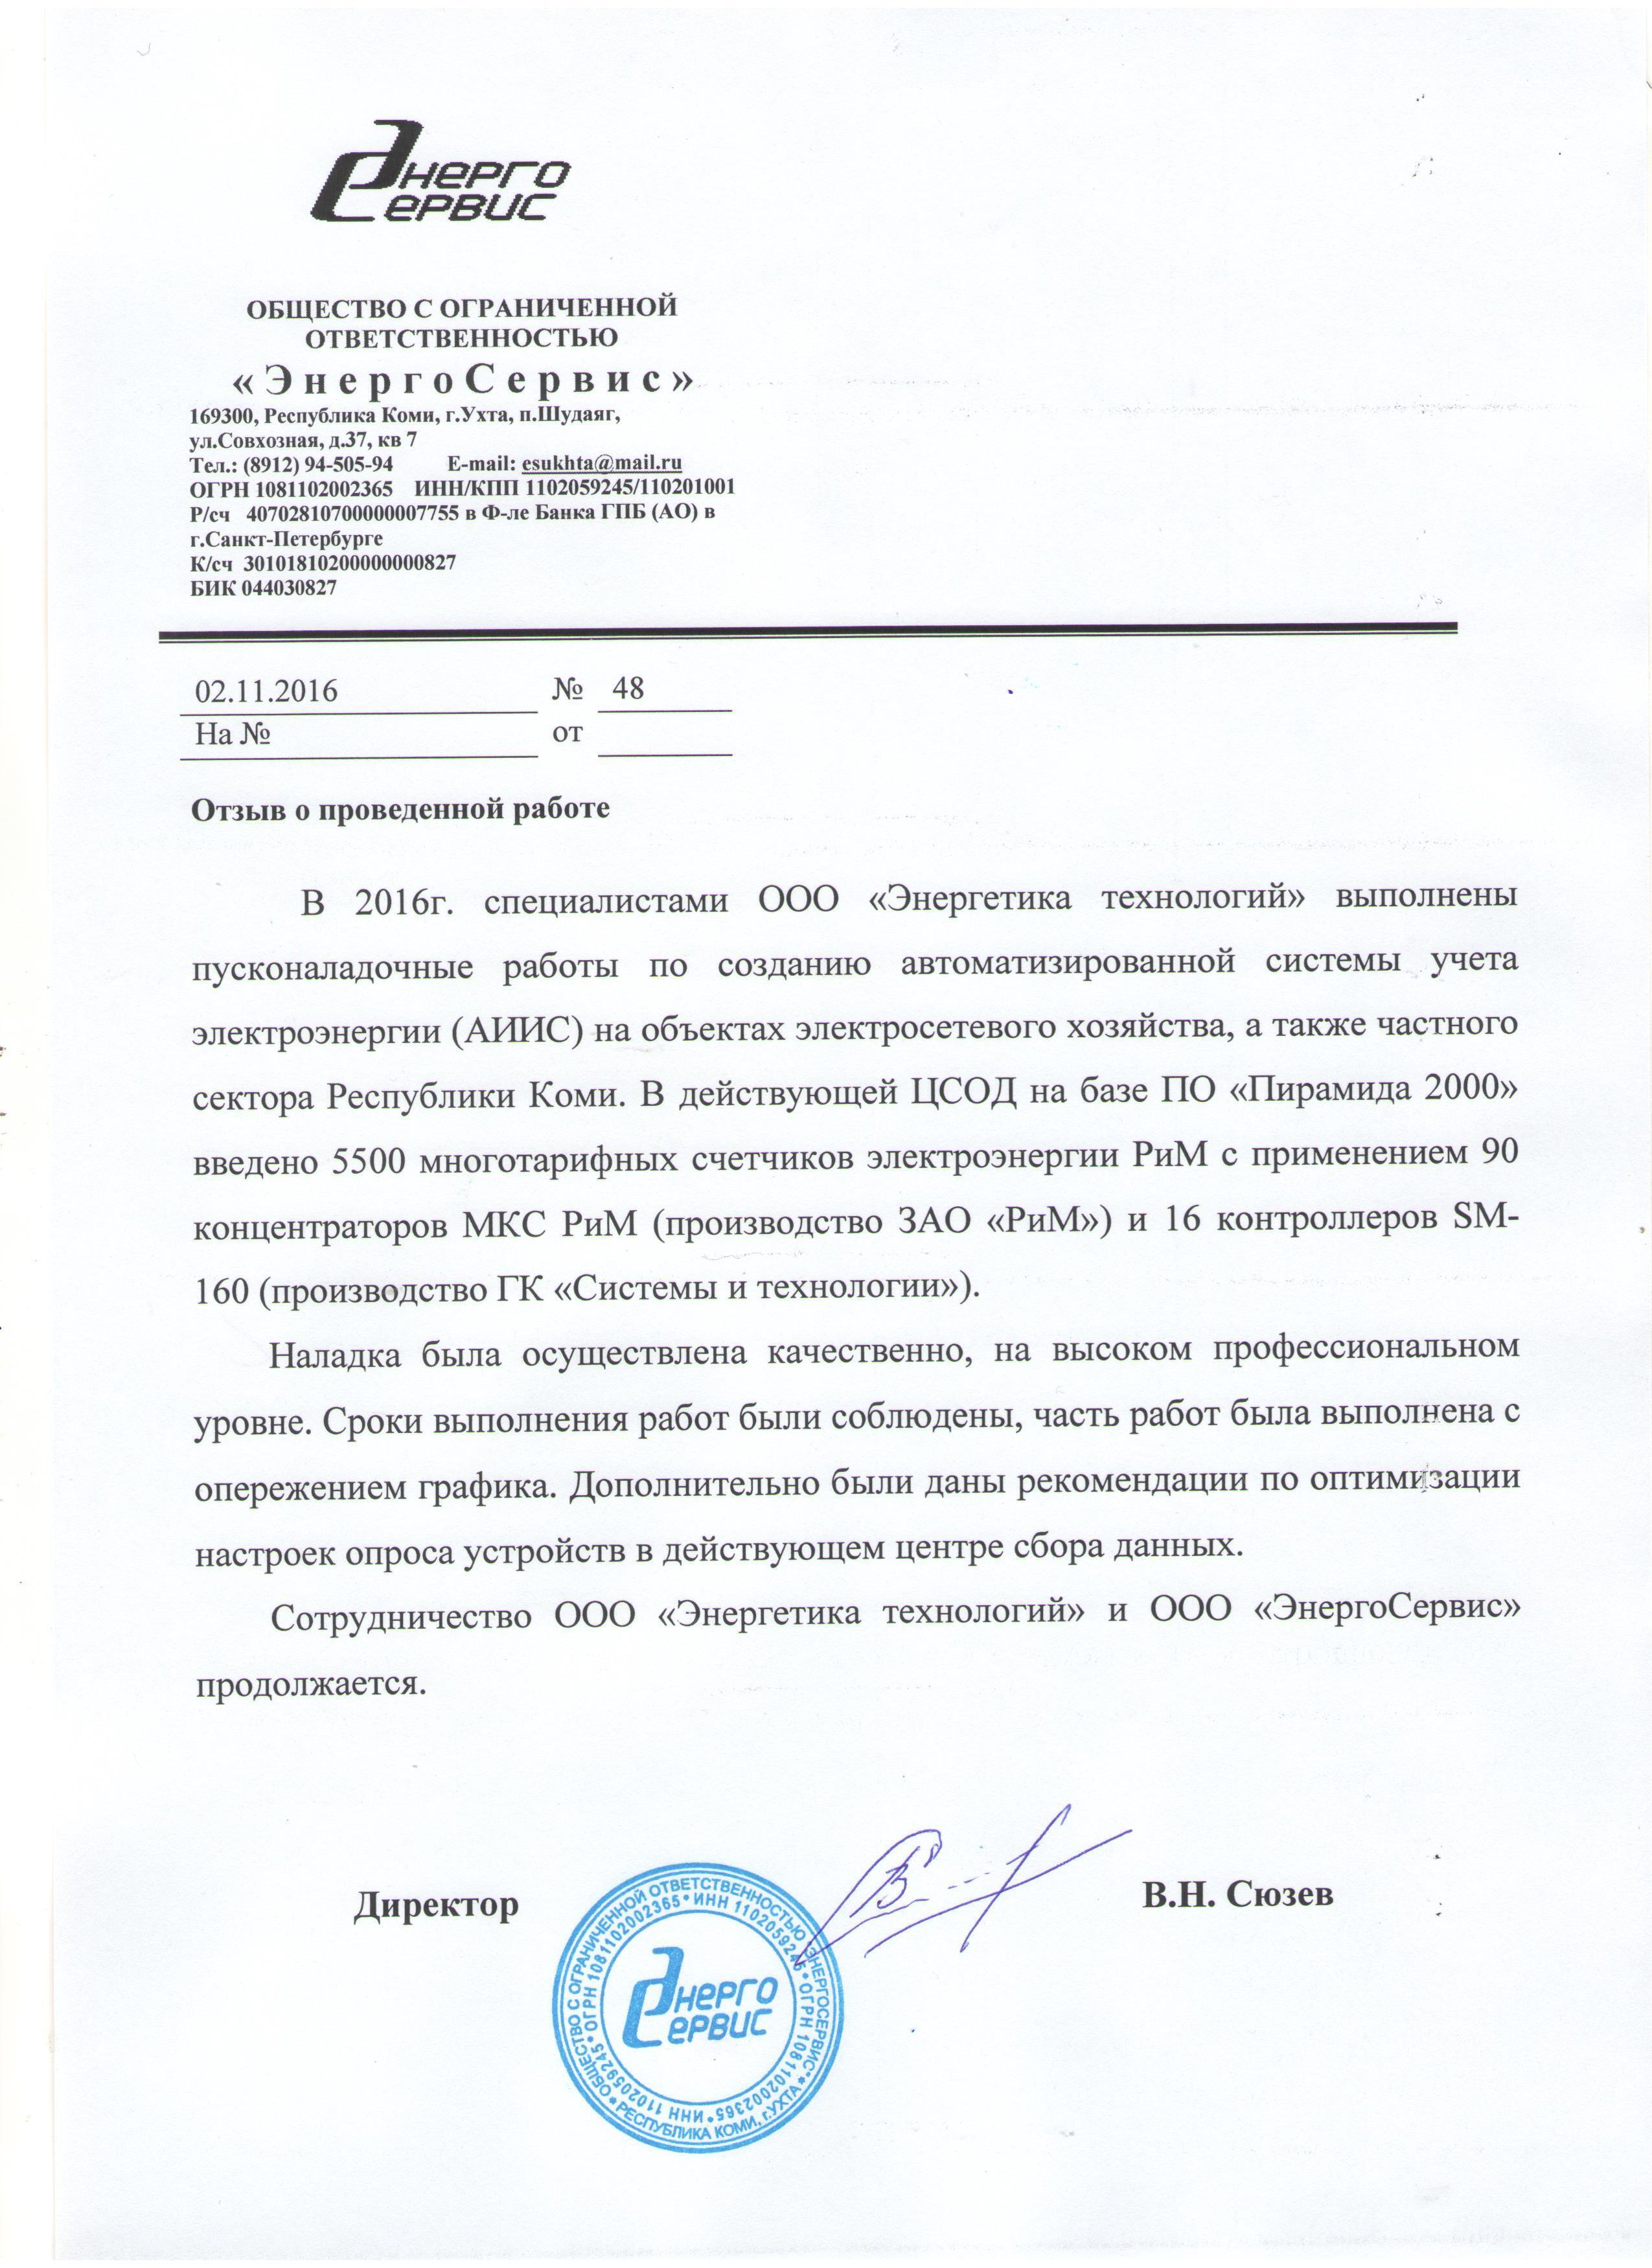 Энерго
Сервис
ОБЩЕСТВО С ОГРАНИЧЕННОЙ
ОТВЕТСТВЕННОСТЬЮ
«ЭнергоСервис»
169300, Республика Коми, г.Ухта, п.Шудаяг,
ул.Совхозная, д.37, кв 7
Тел.: (8912) 94-505-94 E-mail: esukhta@mail.ru
ОГРН 1081102002365 ИНН/КПП 1102059245/110201001
Р/сч 40702810700000007755 в Ф-ле Банка ГПБ (АО) в
г.Санкт-Петербурге
К/сч 30101810200000000827
БИК 044030827
02.11.2016 № 48
На № от
Отзыв о проведенной работе
В 2016г. специалистами ООО «Энергетика технологий» выполнены
пусконаладочные работы по созданию автоматизированной системы учета
электроэнергии (АИИС) на объектах электросетевого хозяйства, а также частного
сектора Республики Коми. В действующей ЦСОД на базе ПО «Пирамида 2000»
введено 5500 многотарифных счетчиков электроэнергии РиМ с применением 90
концентраторов МКС РиМ (производство ЗАО «РиМ») и 16 контроллеров SM-
160 (производство ГК «Системы и технологии»).
Наладка была осуществлена качественно, на высоком профессиональном
уровне. Сроки выполнения работ были соблюдены, часть работ была выполнена с
опережением графика. Дополнительно были даны рекомендации по оптимизации
настроек опроса устройств в действующем центре сбора данных.
Сотрудничество ООО «Энергетика технологий» и ООО «ЭнергоСервис»
продолжается.
Директор В.Н. Сюзев
ОБЩЕСТВО С ОГРАНИЧЕННОЙ ОТВЕТСТВЕННОСТЬЮ "ЭНЕРГОСЕРВИС" * РЕСПУБЛИКА КОМИ, г.УХТА *
ОГРН 1081102002365 • ИНН 1102059245 • ОГРН 1081102002365 • ИНН 1102059245 •
Энерго
Сервис